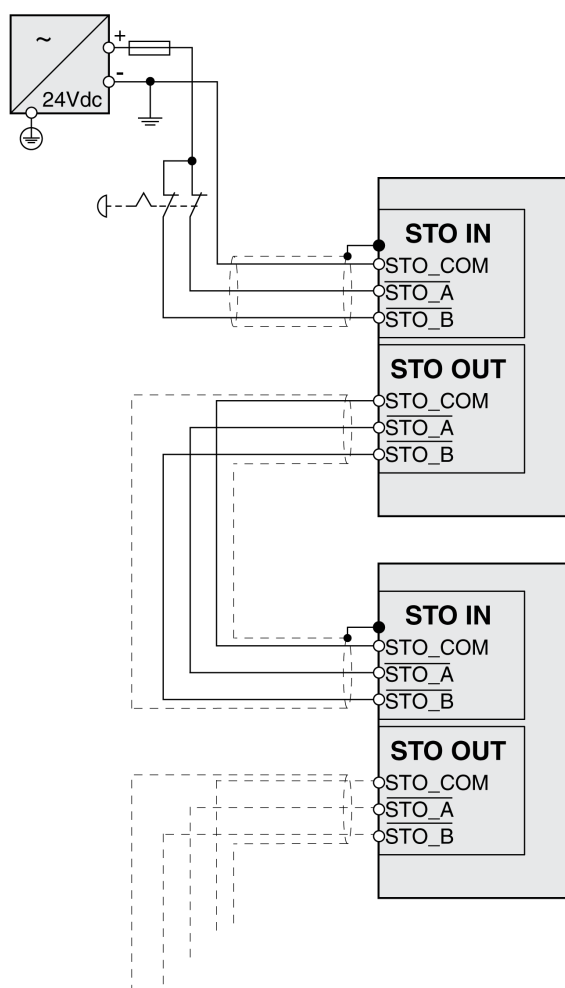 ~
+
-
24Vdc
STO IN
STO_COM
STO_A
STO_B
STO OUT
STO_COM
STO_A
STO_B
STO IN
STO_COM
STO_A
STO_B
STO OUT
STO_COM
STO_A
STO_B